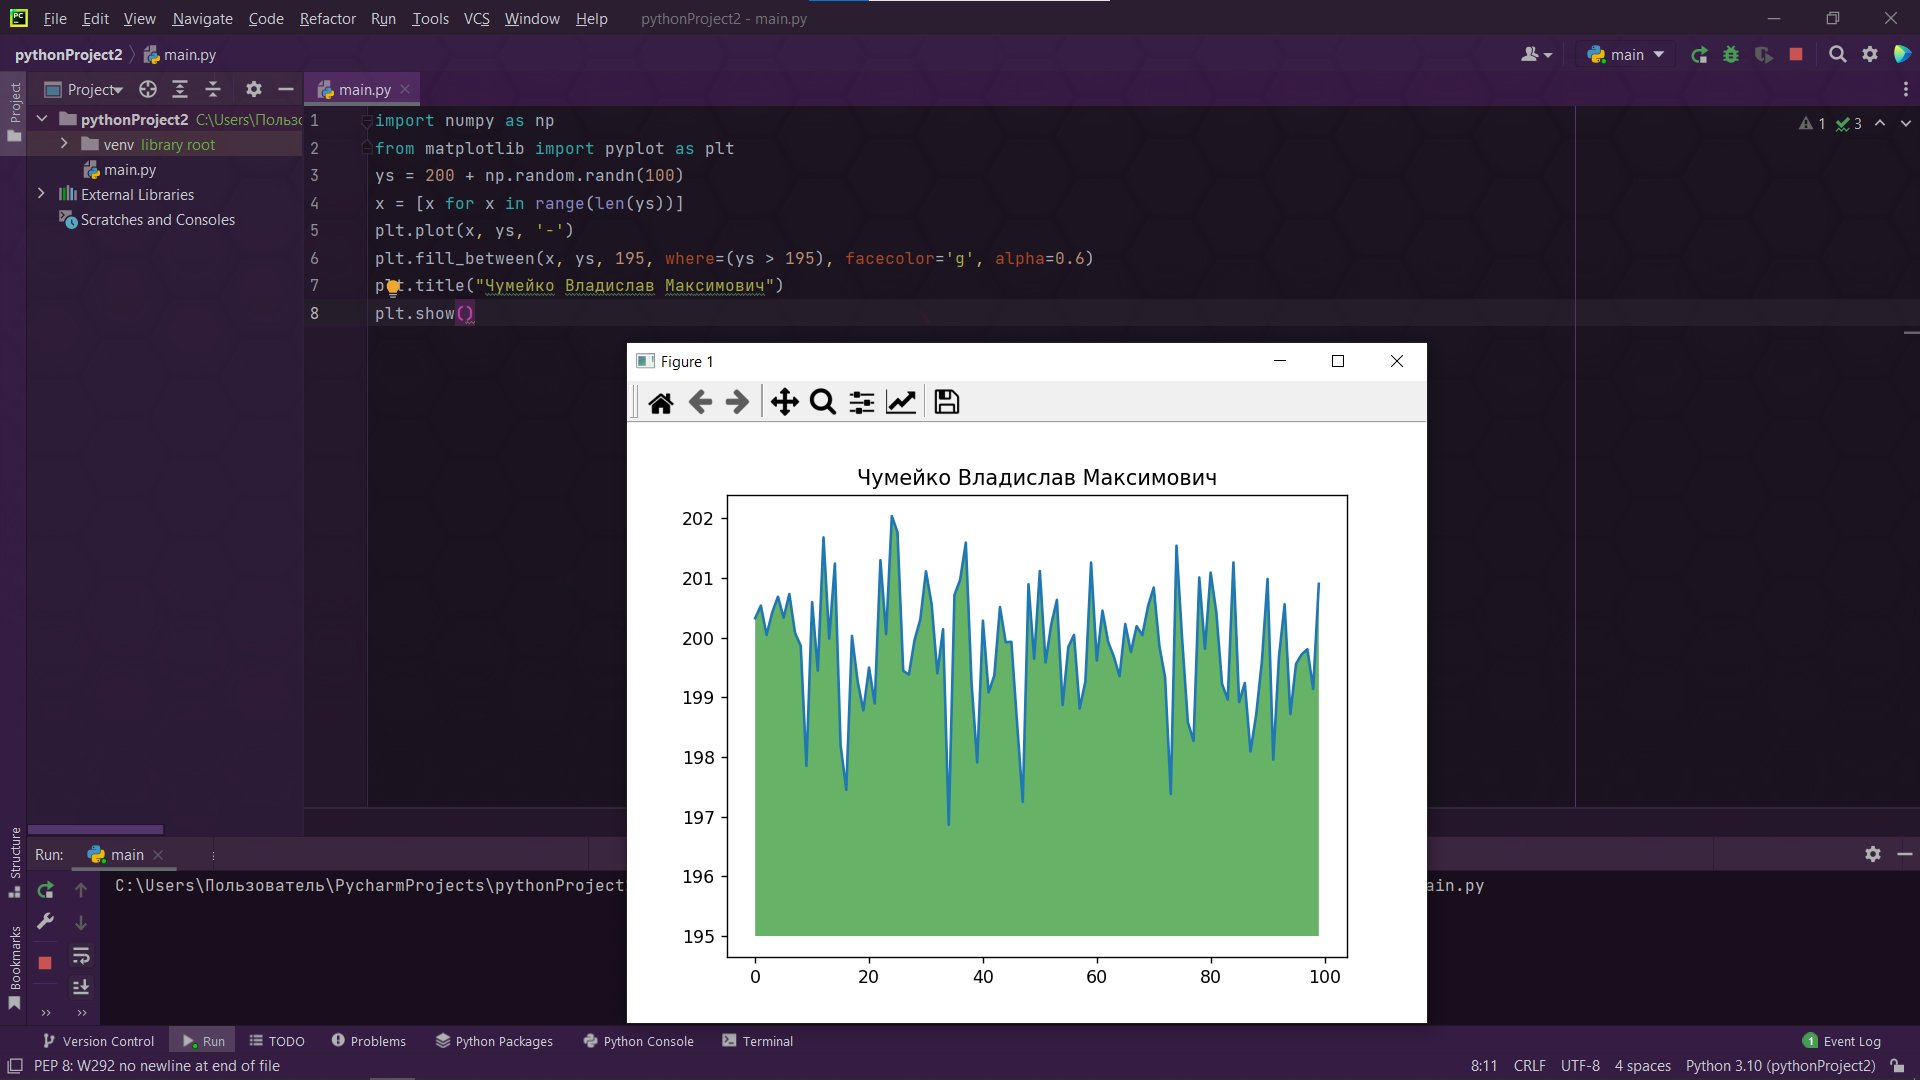 File Edit View Navigate Code Refactor Run Tools VCS Window Help pythonProject2 - main.py
pythonProject2 main.py main
Project Project main.py
pythonProject2 C:\Users\Пользо
venv library root
main.py
External Libraries
Scratches and Consoles
1 import numpy as np
2 from matplotlib import pyplot as plt
3 ys = 200 + np.random.randn(100)
4 x = [x for x in range(len(ys))]
5 plt.plot(x, ys, '-')
6 plt.fill_between(x, ys, 195, where=(ys > 195), facecolor='g', alpha=0.6)
7 plt.title("Чумейко Владислав Максимович")
8 plt.show()
1 3
Figure 1
Чумейко Владислав Максимович
202
201
200
199
198
197
196
195
0 20 40 60 80 100
Structure
Bookmarks
Run: main
C:\Users\Пользователь\PycharmProjects\pythonProject ain.py
Version Control Run TODO Problems Python Packages Python Console Terminal 1 Event Log
PEP 8: W292 no newline at end of file 8:11 CRLF UTF-8 4 spaces Python 3.10 (pythonProject2)